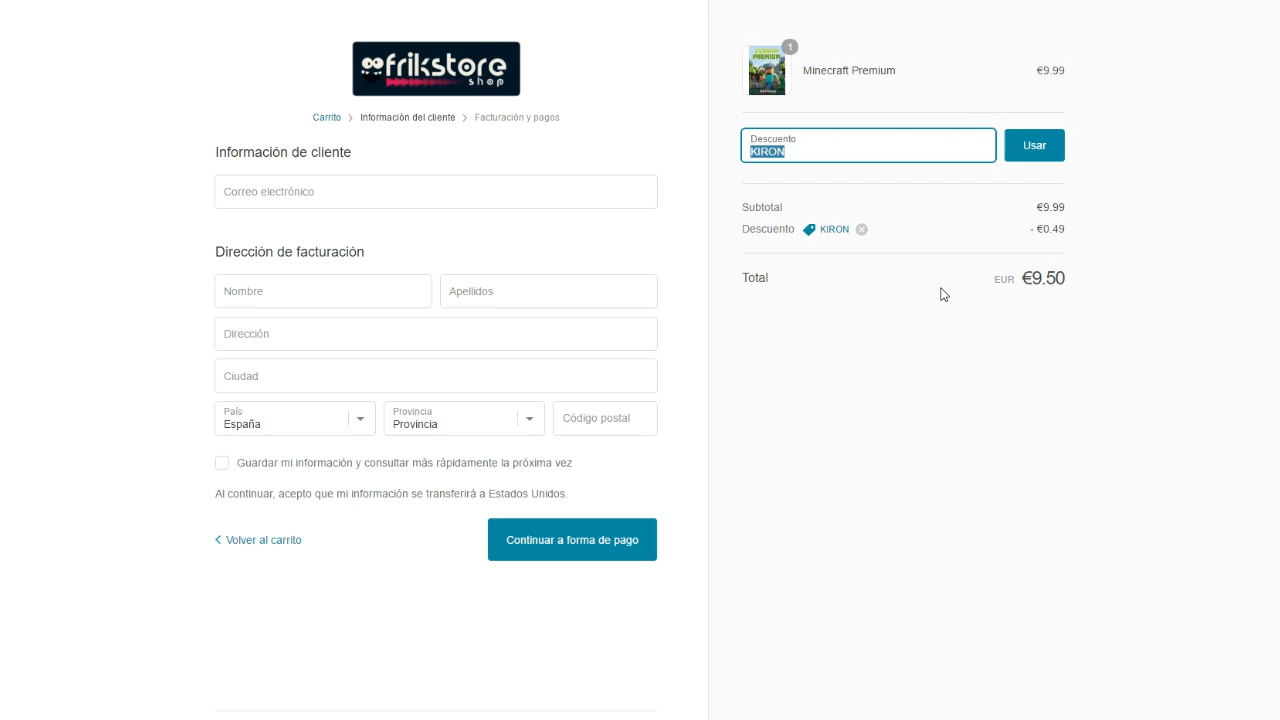 frikstore
shop
Carrito > Información del cliente > Facturación y pagos
Información de cliente
Correo electrónico
Dirección de facturación
Nombre
Apellidos
Dirección
Ciudad
País
España
Provincia
Provincia
Código postal
Guardar mi información y consultar más rápidamente la próxima vez
Al continuar, acepto que mi información se transferirá a Estados Unidos.
Volver al carrito
Continuar a forma de pago
PREMIUM
1
Minecraft Premium
€9.99
Descuento
KIRON
Usar
Subtotal
€9.99
Descuento KIRON
- €0.49
Total
EUR €9.50